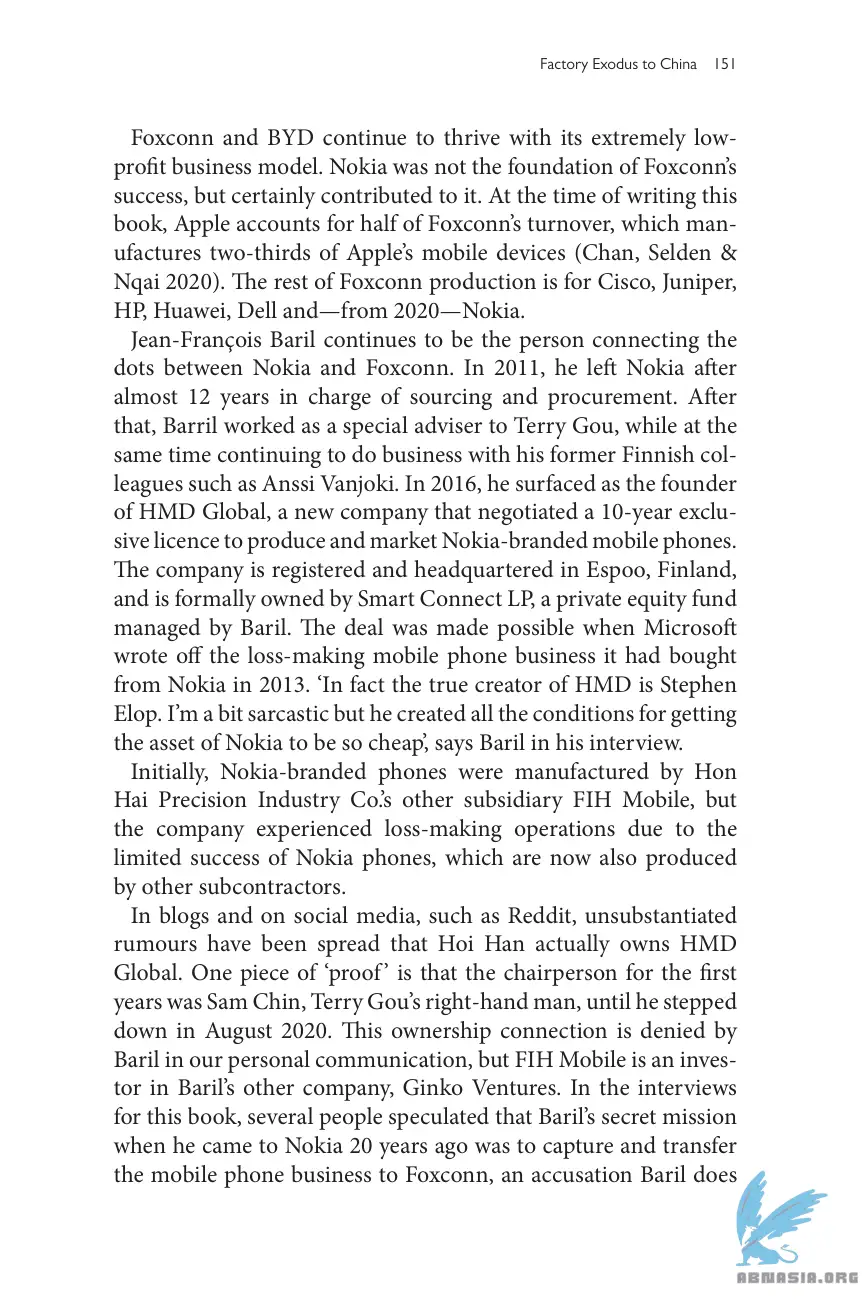 Factory Exodus to China 151
Foxconn and BYD continue to thrive with its extremely low-
profit business model. Nokia was not the foundation of Foxconn’s
success, but certainly contributed to it. At the time of writing this
book, Apple accounts for half of Foxconn’s turnover, which man-
ufactures two-thirds of Apple’s mobile devices (Chan, Selden &
Nqai 2020). The rest of Foxconn production is for Cisco, Juniper,
HP, Huawei, Dell and—from 2020—Nokia.
Jean-François Baril continues to be the person connecting the
dots between Nokia and Foxconn. In 2011, he left Nokia after
almost 12 years in charge of sourcing and procurement. After
that, Barril worked as a special adviser to Terry Gou, while at the
same time continuing to do business with his former Finnish col-
leagues such as Anssi Vanjoki. In 2016, he surfaced as the founder
of HMD Global, a new company that negotiated a 10-year exclu-
sive licence to produce and market Nokia-branded mobile phones.
The company is registered and headquartered in Espoo, Finland,
and is formally owned by Smart Connect LP, a private equity fund
managed by Baril. The deal was made possible when Microsoft
wrote off the loss-making mobile phone business it had bought
from Nokia in 2013. ‘In fact the true creator of HMD is Stephen
Elop. I’m a bit sarcastic but he created all the conditions for getting
the asset of Nokia to be so cheap’, says Baril in his interview.
Initially, Nokia-branded phones were manufactured by Hon
Hai Precision Industry Co.’s other subsidiary FIH Mobile, but
the company experienced loss-making operations due to the
limited success of Nokia phones, which are now also produced
by other subcontractors.
In blogs and on social media, such as Reddit, unsubstantiated
rumours have been spread that Hoi Han actually owns HMD
Global. One piece of ‘proof’ is that the chairperson for the first
years was Sam Chin, Terry Gou’s right-hand man, until he stepped
down in August 2020. This ownership connection is denied by
Baril in our personal communication, but FIH Mobile is an inves-
tor in Baril’s other company, Ginko Ventures. In the interviews
for this book, several people speculated that Baril’s secret mission
when he came to Nokia 20 years ago was to capture and transfer
the mobile phone business to Foxconn, an accusation Baril does
ABNASIA.ORG